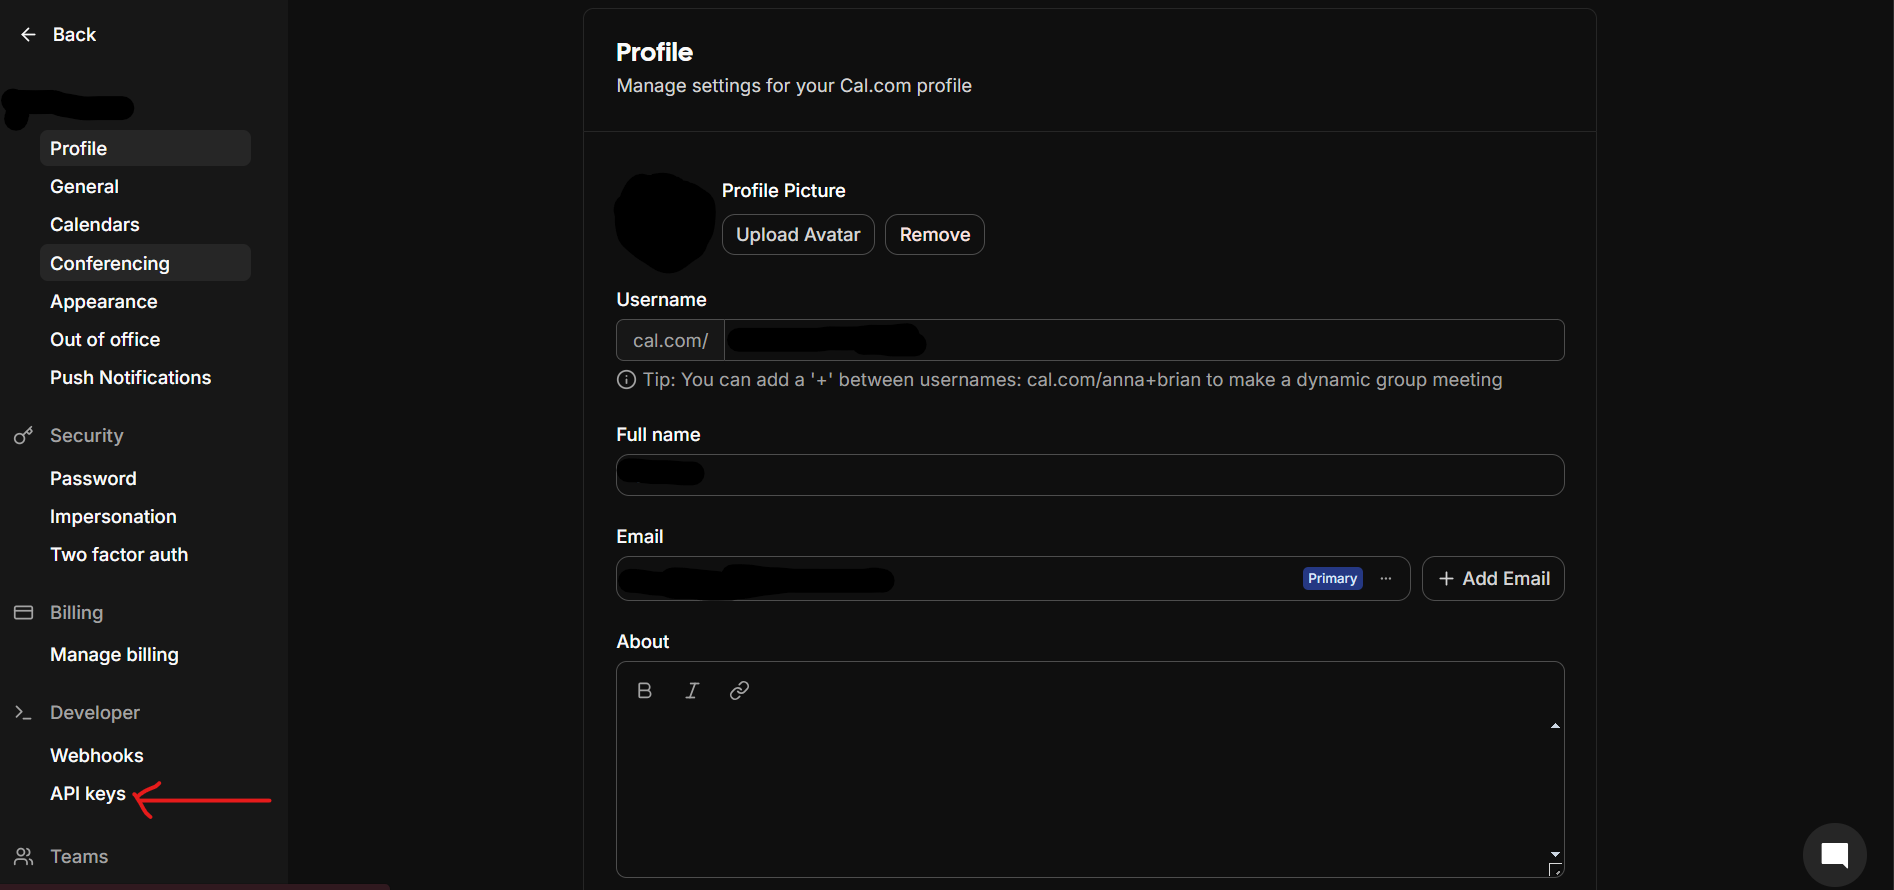 Back
Profile
General
Calendars
Conferencing
Appearance
Out of office
Push Notifications
Security
Password
Impersonation
Two factor auth
Billing
Manage billing
Developer
Webhooks
API keys
Teams
Profile
Manage settings for your Cal.com profile
Profile Picture
Upload Avatar Remove
Username
cal.com/
Tip: You can add a '+' between usernames: cal.com/anna+brian to make a dynamic group meeting
Full name
Email
Primary ... + Add Email
About
B I